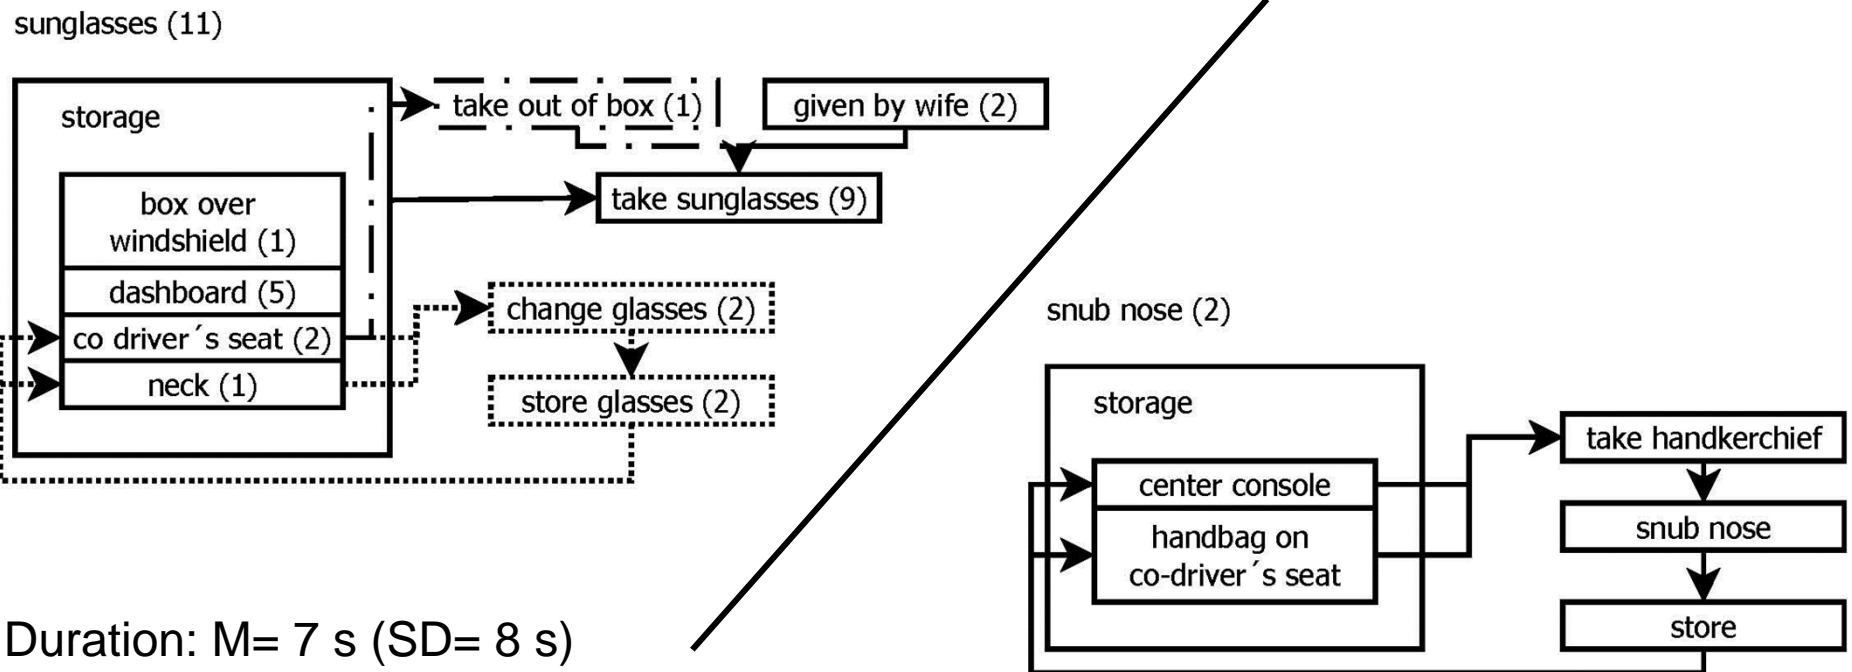 sunglasses (11)
storage
take out of box (1)
given by wife (2)
take sunglasses (9)
box over
windshield (1)
dashboard (5)
co driver´s seat (2)
neck (1)
change glasses (2)
store glasses (2)
Duration: M= 7 s (SD= 8 s)
snub nose (2)
storage
center console
handbag on
co-driver´s seat
take handkerchief
snub nose
store